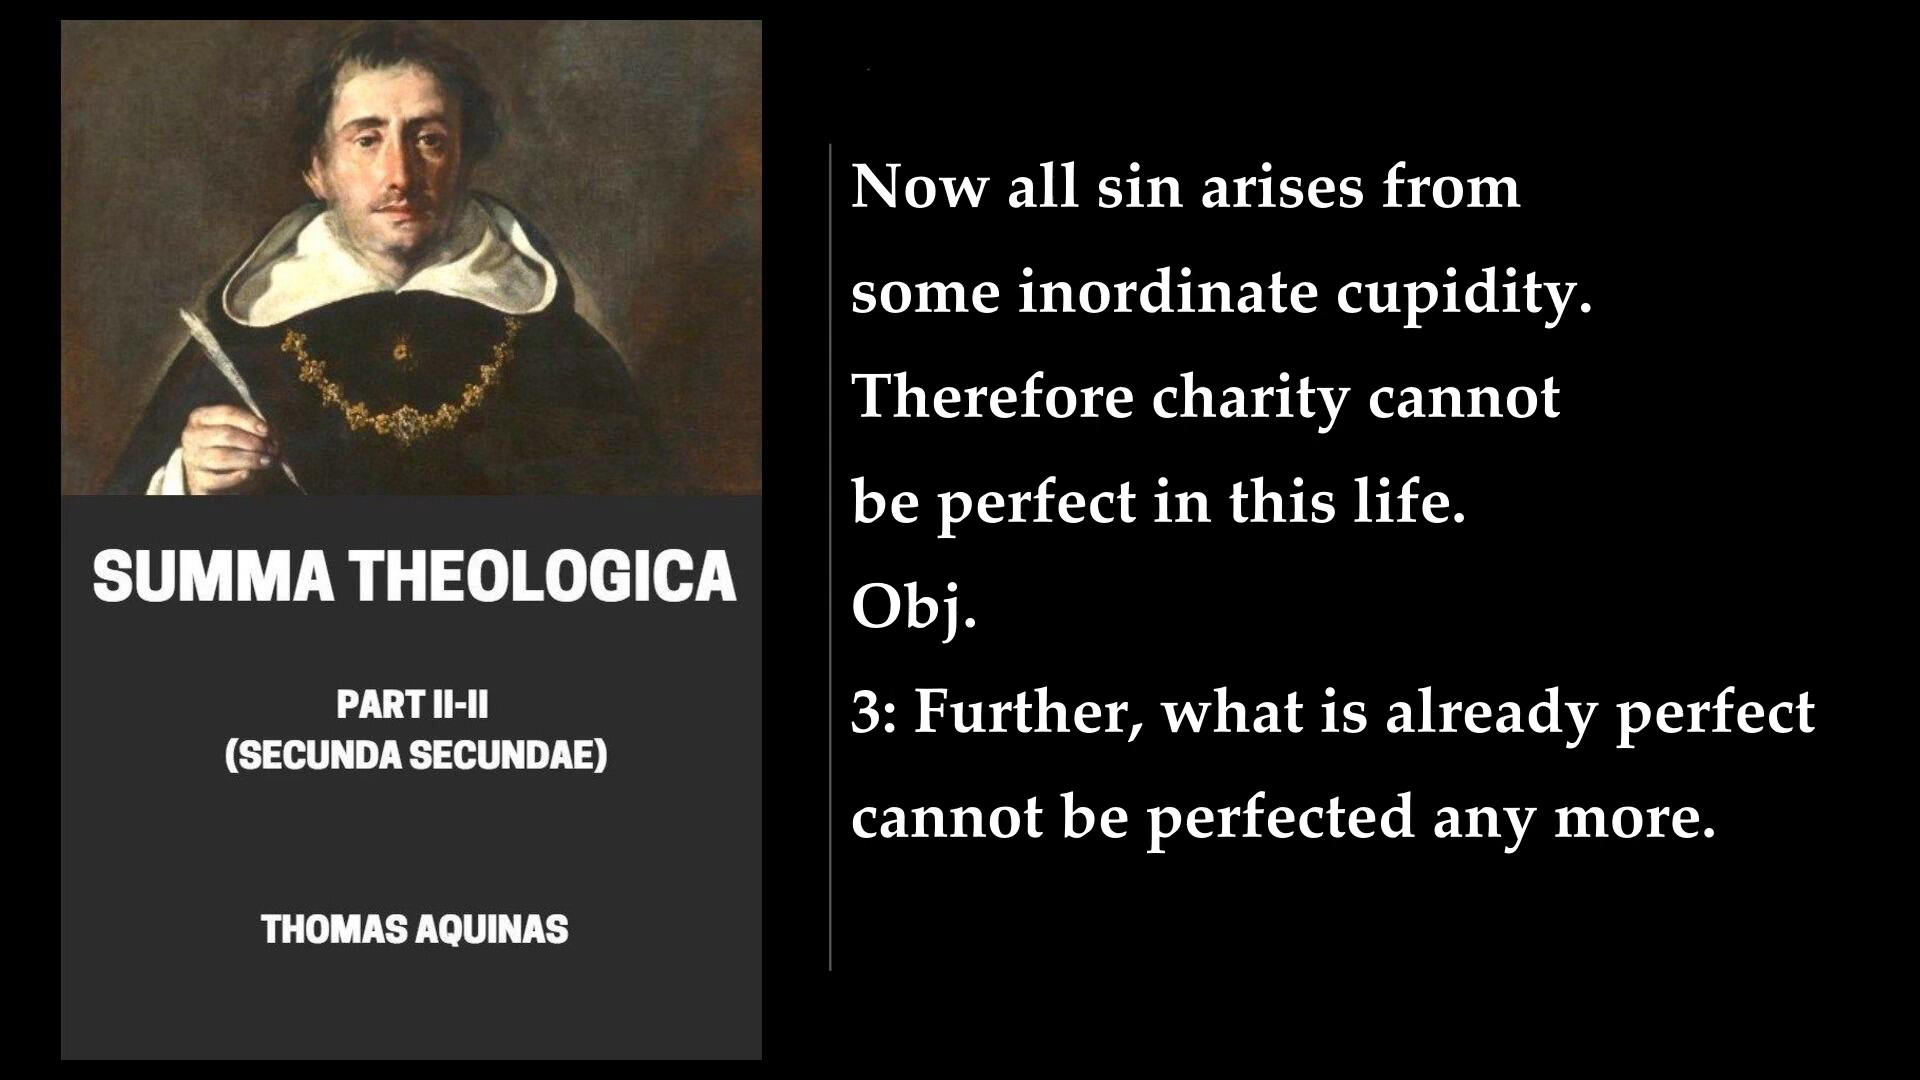 SUMMA THEOLOGICA
PART II-II
(SECUNDA SECUNDAE)
THOMAS AQUINAS
Now all sin arises from
some inordinate cupidity.
Therefore charity cannot
be perfect in this life.
Obj.
3: Further, what is already perfect
cannot be perfected any more.